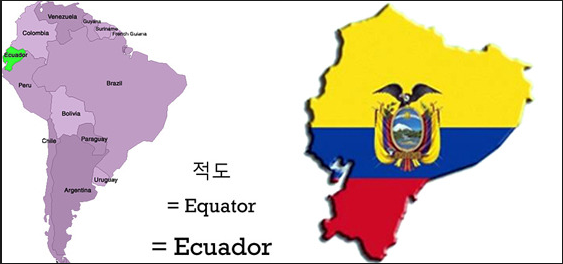 Venezuela
Guyana
Suriname
French Guiana
Colombia
Ecuador
Peru
Brazil
Bolivia
Chile
Paraguay
Uruguay
Argentina
적도
= Equator
= Ecuador